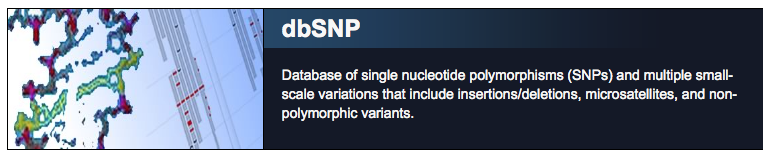 dbSNP
Database of single nucleotide polymorphisms (SNPs) and multiple small-
scale variations that include insertions/deletions, microsatellites, and non-
polymorphic variants.